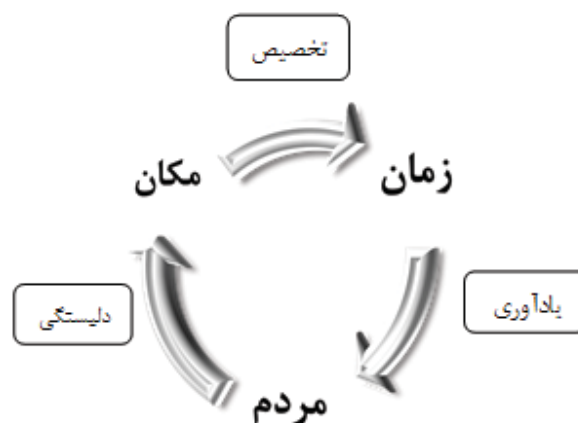 تخصیص
زمان
مکان
یادآوری
دلبستگی
مردم